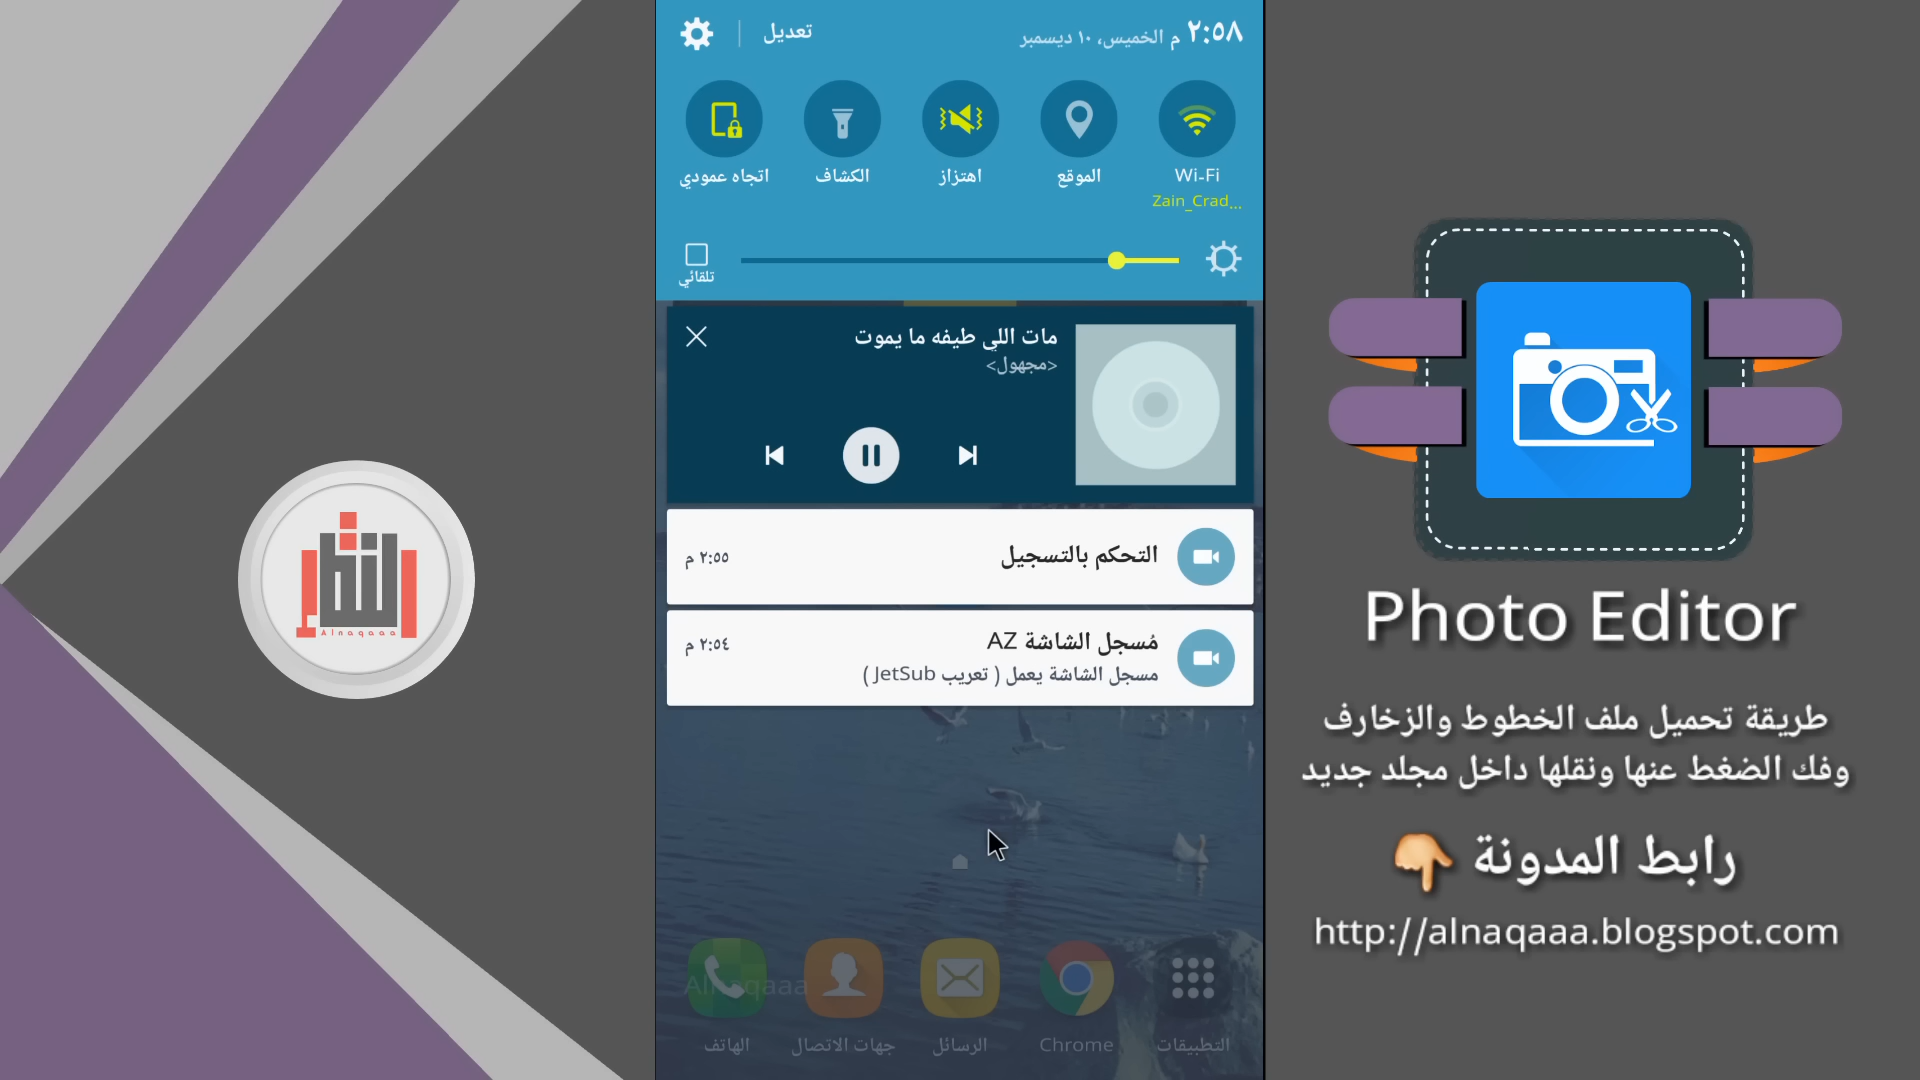 ٢:٥٨ م الخميس، ١٠ ديسمبر
تعديل
Wi-Fi
Zain_Crad...
الموقع
اهتزاز
الكشاف
اتجاه عمودي
تلقائي
مات اللي طيفه ما يموت
<مجهول>
التحكم بالتسجيل
٢:٥٥ م
مُسجل الشاشة AZ
٢:٥٤ م
مسجل الشاشة يعمل ( تعريب JetSub )
Alnaqaaa
التطبيقات
Chrome
الرسائل
جهات الاتصال
الهاتف
Alnaqaaa
Photo Editor
طريقة تحميل ملف الخطوط والزخارف
وفك الضغط عنها ونقلها داخل مجلد جديد
رابط المدونة
http://alnaqaaa.blogspot.com